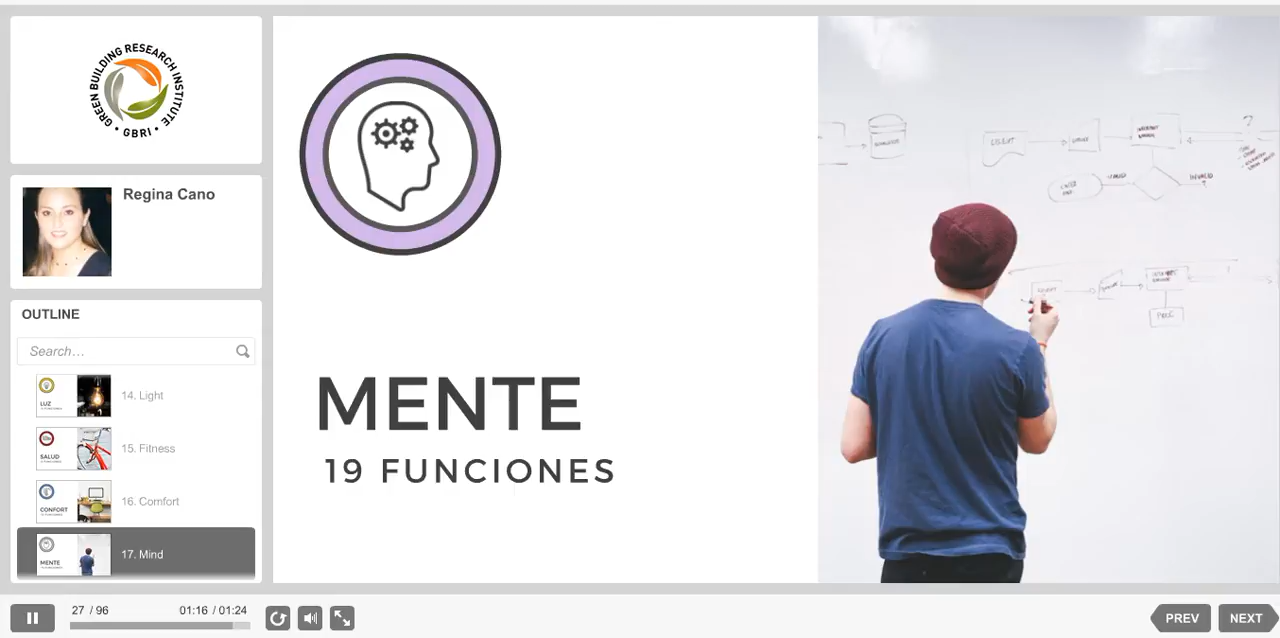 GREEN BUILDING RESEARCH INSTITUTE
• GBRI •
Regina Cano
OUTLINE
Search...
LUZ
14. Light
SALUD
15. Fitness
CONFORT
16. Comfort
MENTE
17. Mind
MENTE
19 FUNCIONES
INVALID
?
27 / 96
01:16 / 01:24
PREV
NEXT